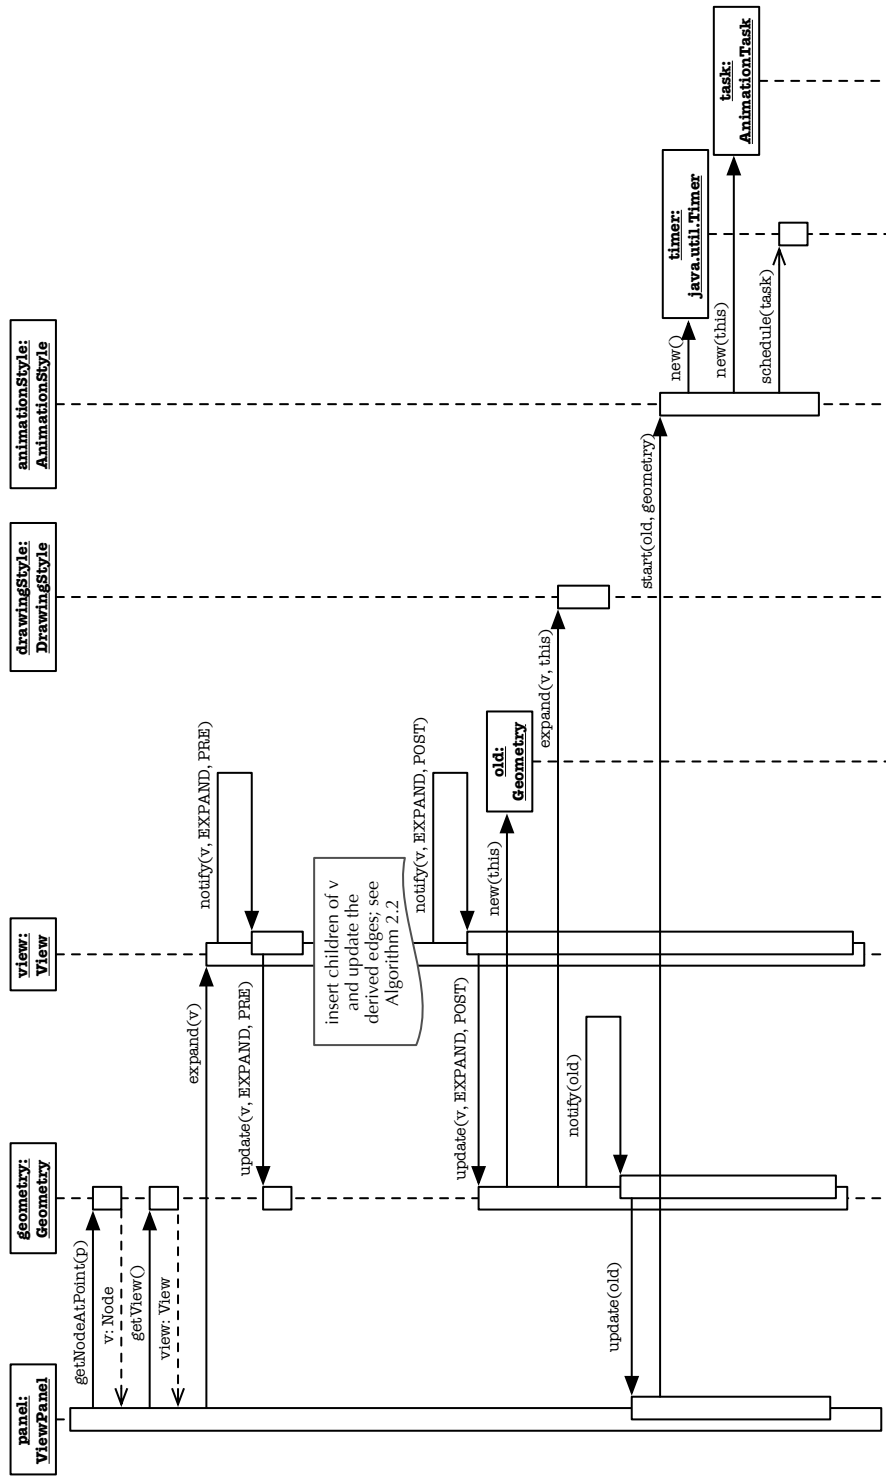 panel:
ViewPanel
geometry:
Geometry
view:
View
drawingStyle:
DrawingStyle
animationStyle:
AnimationStyle
getNodeAtPoint(p)
v: Node
getView()
view: View
expand(v)
notify(v, EXPAND, PRE)
update(v, EXPAND, PRE)
insert children of v
and update the
derived edges; see
Algorithm 2.2
notify(v, EXPAND, POST)
update(v, EXPAND, POST)
new(this)
old:
Geometry
expand(v, this)
notify(old)
update(old)
start(old, geometry)
new()
timer:
java.util.Timer
new(this)
task:
AnimationTask
schedule(task)